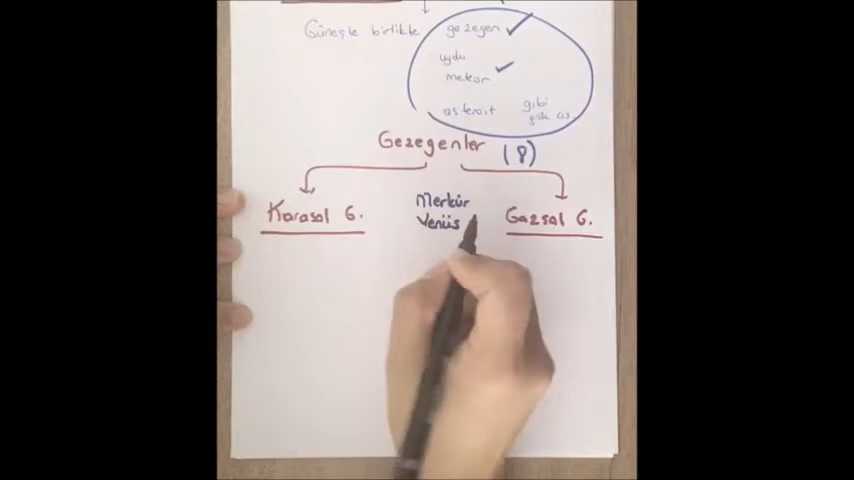 Güneşle birlikte
gezegen
uydu
meteor
asteroit gibi
gök cis
Gezegenler (8)
Karasal G.
Merkür
Venüs
Gazsal G.